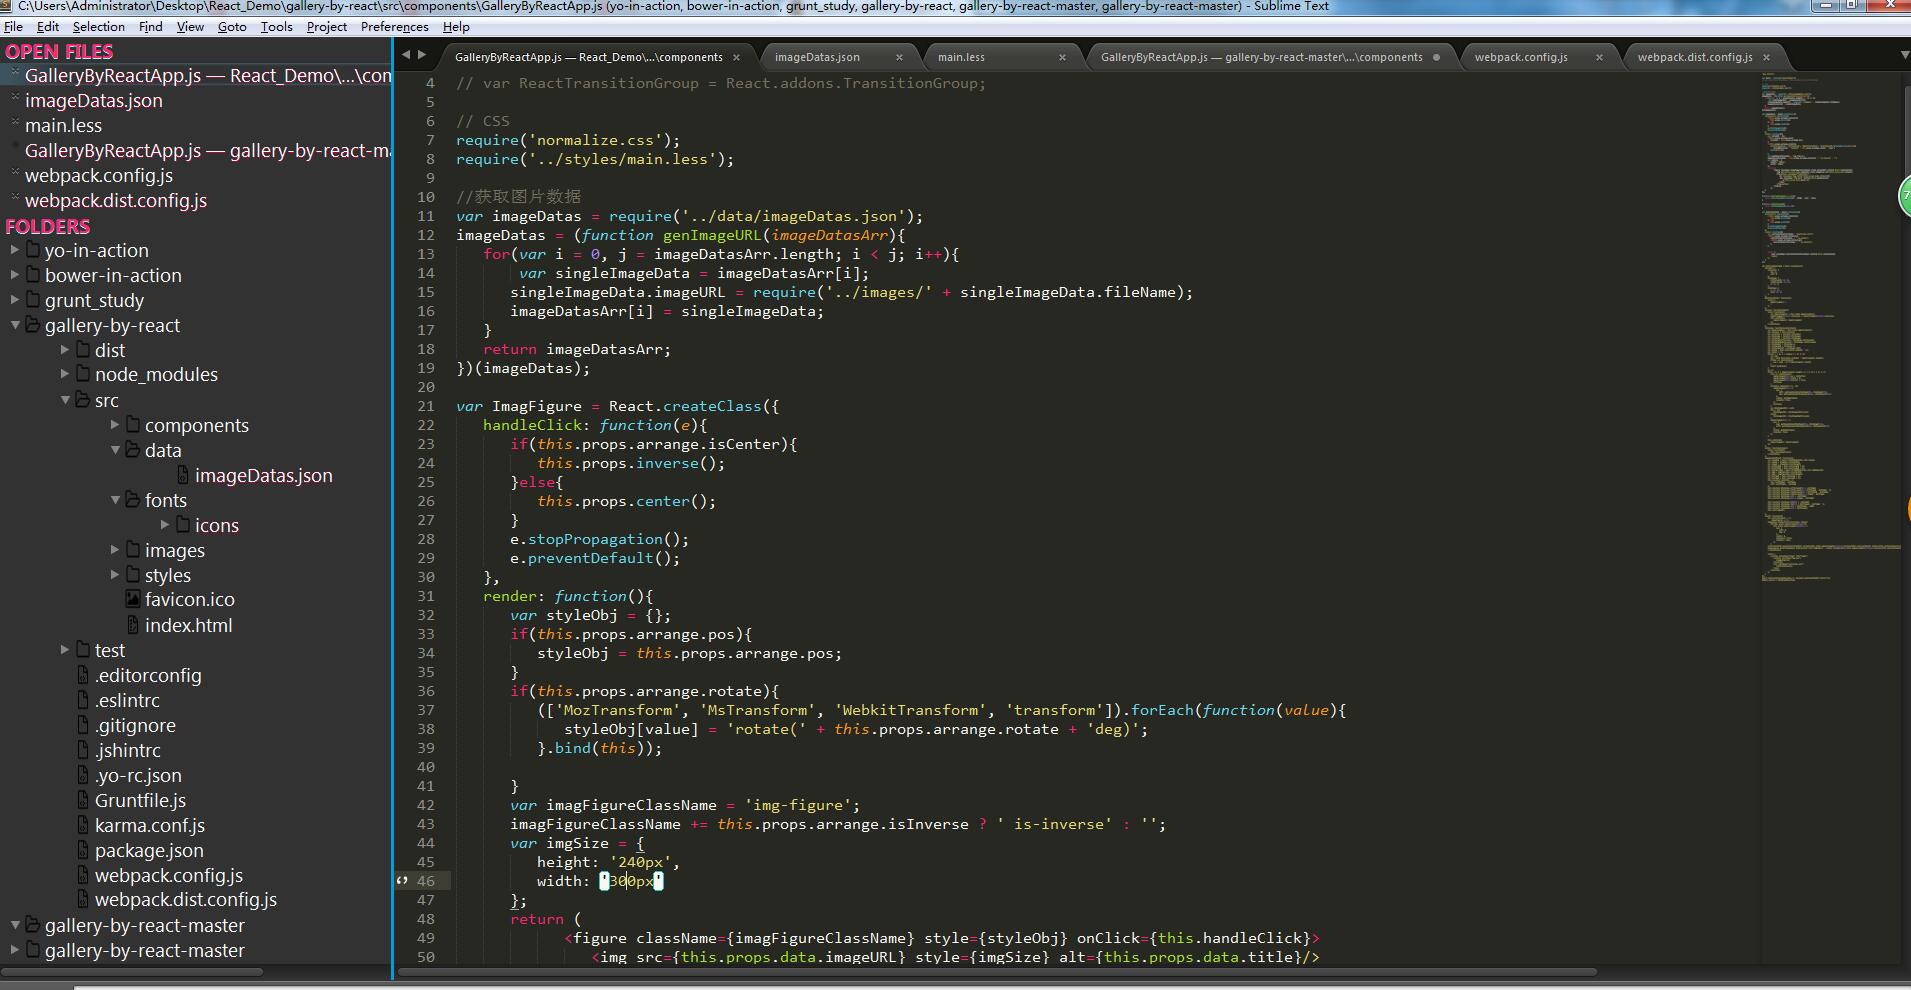 C:\Users\Administrator\Desktop\React_Demo\gallery-by-react\src\components\GalleryByReactApp.js (yo-in-action, bower-in-action, grunt_study, gallery-by-react, gallery-by-react-master, gallery-by-react-master) - Sublime Text
File Edit Selection Find View Goto Tools Project Preferences Help
OPEN FILES
GalleryByReactApp.js — React_Demo\...\com
imageDatas.json
main.less
GalleryByReactApp.js — gallery-by-react-ma
webpack.config.js
webpack.dist.config.js
FOLDERS
yo-in-action
bower-in-action
grunt_study
gallery-by-react
dist
node_modules
src
components
data
imageDatas.json
fonts
icons
images
styles
favicon.ico
index.html
test
.editorconfig
.eslintrc
.gitignore
.jshintrc
.yo-rc.json
Gruntfile.js
karma.conf.js
package.json
webpack.config.js
webpack.dist.config.js
gallery-by-react-master
gallery-by-react-master
GalleryByReactApp.js — React_Demo\...\components × imageDatas.json × main.less × GalleryByReactApp.js — gallery-by-react-master\...\components webpack.config.js × webpack.dist.config.js ×
4 // var ReactTransitionGroup = React.addons.TransitionGroup;
5
6 // CSS
7 require('normalize.css');
8 require('../styles/main.less');
9
10 //获取图片数据
11 var imageDatas = require('../data/imageDatas.json');
12 imageDatas = (function genImageURL(imageDatasArr){
13 for(var i = 0, j = imageDatasArr.length; i < j; i++){
14 var singleImageData = imageDatasArr[i];
15 singleImageData.imageURL = require('../images/' + singleImageData.fileName);
16 imageDatasArr[i] = singleImageData;
17 }
18 return imageDatasArr;
19 })(imageDatas);
20
21 var ImagFigure = React.createClass({
22 handleClick: function(e){
23 if(this.props.arrange.isCenter){
24 this.props.inverse();
25 }else{
26 this.props.center();
27 }
28 e.stopPropagation();
29 e.preventDefault();
30 },
31 render: function(){
32 var styleObj = {};
33 if(this.props.arrange.pos){
34 styleObj = this.props.arrange.pos;
35 }
36 if(this.props.arrange.rotate){
37 (['MozTransform', 'MsTransform', 'WebkitTransform', 'transform']).forEach(function(value){
38 styleObj[value] = 'rotate(' + this.props.arrange.rotate + 'deg)';
39 }.bind(this));
40
41 }
42 var imagFigureClassName = 'img-figure';
43 imagFigureClassName += this.props.arrange.isInverse ? ' is-inverse' : '';
44 var imgSize = {
45 height: '240px',
46 width: '300px'
47 };
48 return (
49 <figure className={imagFigureClassName} style={styleObj} onClick={this.handleClick}>
50 <img src={this.props.data.imageURL} style={imgSize} alt={this.props.data.title}/>
7